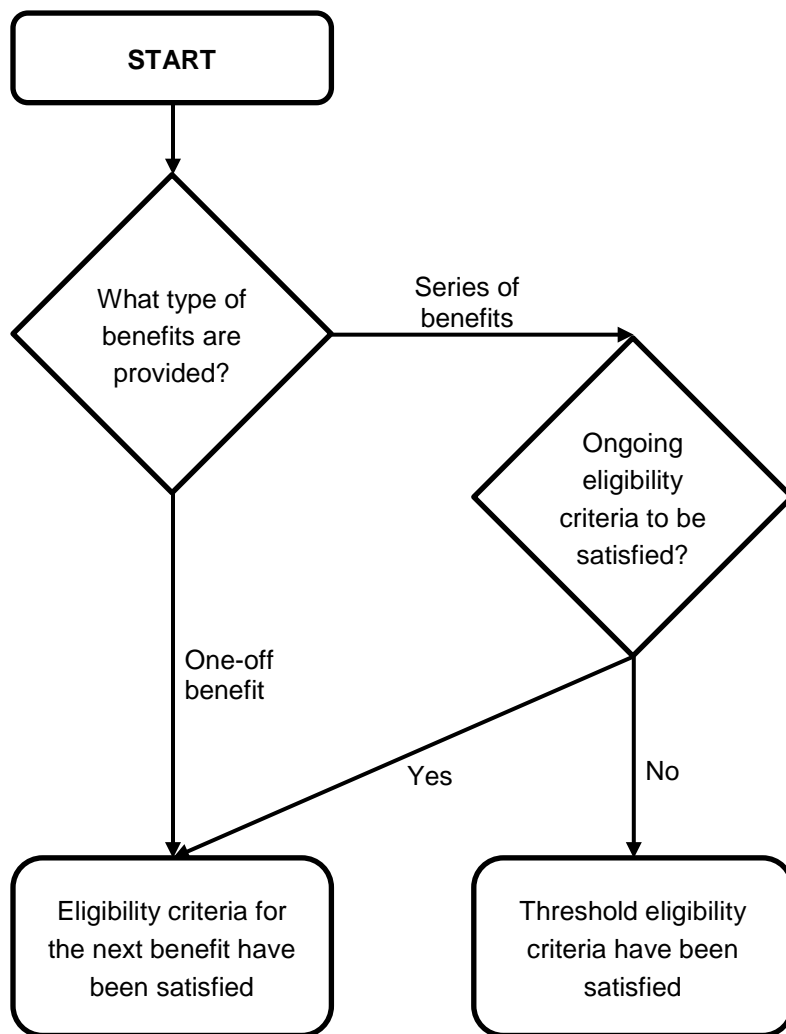 START
What type of
benefits are
provided?
Series of
benefits
Ongoing
eligibility
criteria to be
satisfied?
One-off
benefit
Yes
No
Eligibility criteria for
the next benefit have
been satisfied
Threshold eligibility
criteria have been
satisfied